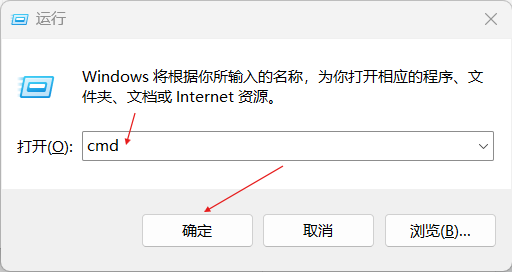 运行
Windows 将根据你所输入的名称，为你打开相应的程序、文
件夹、文档或 Internet 资源。
打开(O): cmd
确定 取消 浏览(B)...